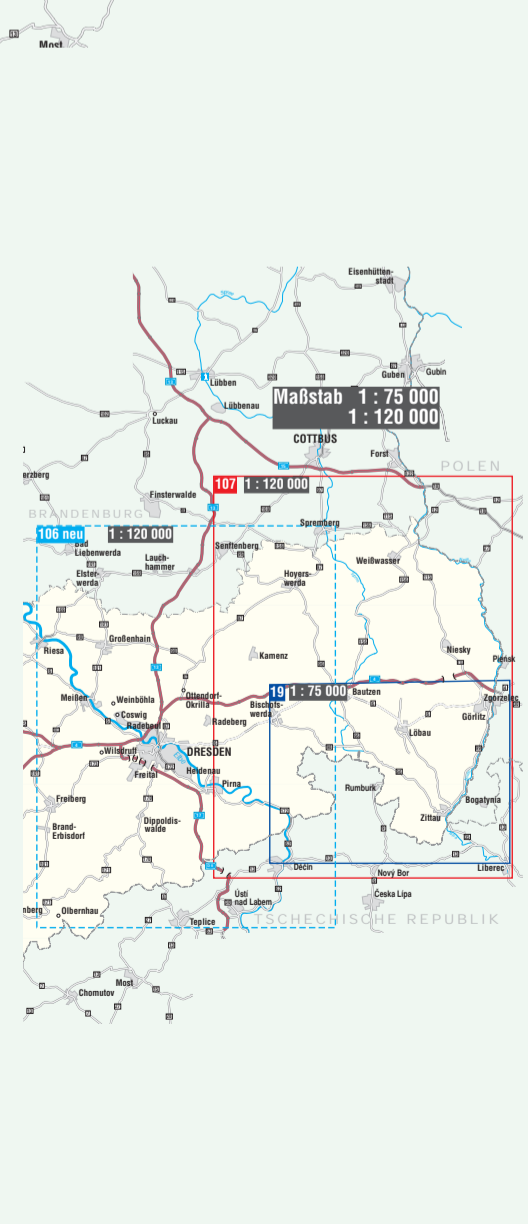 Most
Eisenhütten-
stadt
Guben
Gubin
Lübben
Lübbenau
Maßstab 1 : 75 000
1 : 120 000
Luckau
COTTBUS
Forst
POLEN
erzberg
107
1 : 120 000
Finsterwalde
BRANDENBURG
Spremberg
106 neu
1 : 120 000
Bad
Liebenwerda
Senftenberg
Lauch-
hammer
Weißwasser
Elster-
werda
Hoyers-
werda
Großenhain
Riesa
Kamenz
Niesky
Pieńsk
19
1 : 75 000
Bautzen
Meißen
Weinböhla
Ottendorf-
Okrilla
Zgorzelec
Coswig
Bischofs-
werda
Görlitz
Radebeul
Radeberg
Löbau
Wilsdruff
DRESDEN
Freital
Heidenau
Pirna
Rumburk
Freiberg
Bogatynia
Zittau
Brand-
Erbisdorf
Dippoldis-
walde
Děčín
Nový Bor
Liberec
nberg
Olbernhau
Ústí
nad Labem
Česka Lípa
Teplice
TSCHECHISCHE REPUBLIK
Most
Chomutov